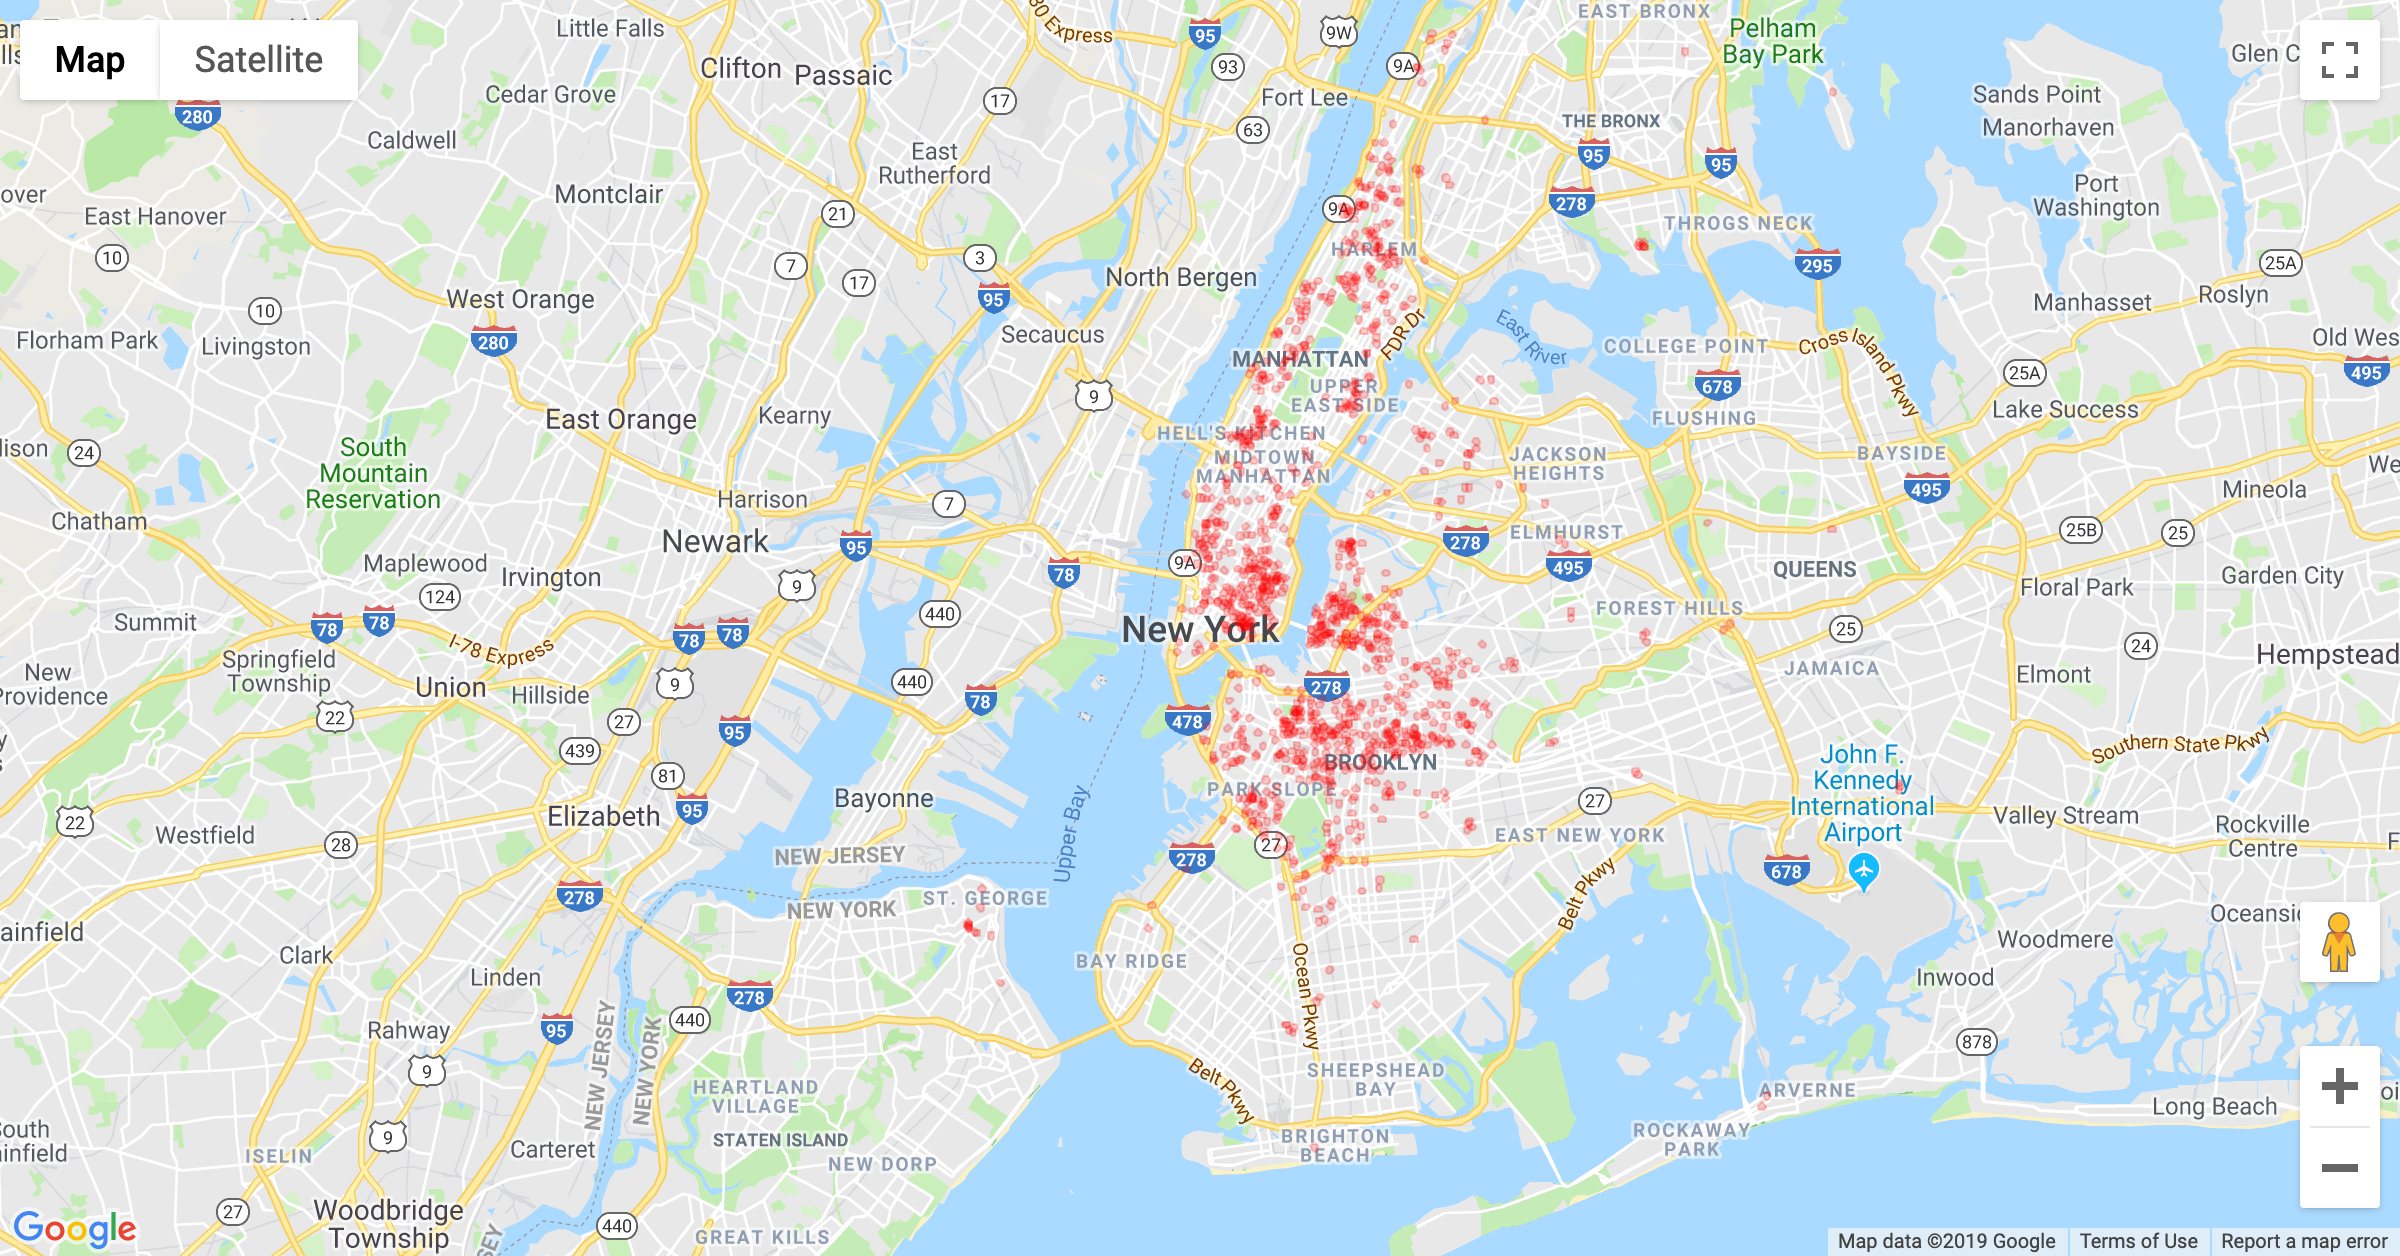 Map
Satellite
Little Falls
80 Express
95
9W
EAST BRONX
Pelham
Bay Park
Glen C
Clifton
Passaic
93
9A
Cedar Grove
17
Fort Lee
Sands Point
Manorhaven
280
Caldwell
63
THE BRONX
95
95
East
Rutherford
Port
Washington
over
Montclair
278
East Hanover
21
9A
THROGS NECK
10
3
HARLEM
295
25A
7
17
North Bergen
95
West Orange
10
Manhasset
Roslyn
Florham Park
Livingston
280
Secaucus
FDR Dr
East River
COLLEGE POINT
Cross Island Pkwy
Old Wes
MANHATTAN
495
UPPER
EAST SIDE
678
25A
9
East Orange
Kearny
FLUSHING
Lake Success
South
Mountain
Reservation
24
HELL'S KITCHEN
MIDTOWN
MANHATTAN
JACKSON
HEIGHTS
BAYSIDE
495
Mineola
Harrison
7
Chatham
Newark
95
9A
278
ELMHURST
495
25B
25
Maplewood
Irvington
9
78
QUEENS
Floral Park
Garden City
124
440
Summit
78
78
I-78 Express
78
78
New York
FOREST HILLS
25
24
Springfield
Township
New
Providence
Union
Hillside
9
440
78
278
JAMAICA
Elmont
Hempstead
22
27
95
478
439
BROOKLYN
Southern State Pkwy
81
PARK SLOPE
John F.
Kennedy
International
Airport
22
Westfield
28
Elizabeth
95
Bayonne
Upper Bay
27
27
EAST NEW YORK
Valley Stream
Rockville
Centre
NEW JERSEY
278
678
278
NEW YORK
ST. GEORGE
Belt Pkwy
ainfield
Clark
Linden
BAY RIDGE
Ocean Pkwy
Woodmere
Inwood
278
440
95
Rahway
NEW JERSEY
NEW YORK
9
HEARTLAND
VILLAGE
Belt Pkwy
SHEEPSHEAD
BAY
878
ARVERNE
Long Beach
9
Carteret
STATEN ISLAND
NEW DORP
BRIGHTON
BEACH
ROCKAWAY
PARK
ISELIN
27
Woodbridge
Township
440
GREAT KILLS
Google
Map data ©2019 Google
Terms of Use
Report a map error